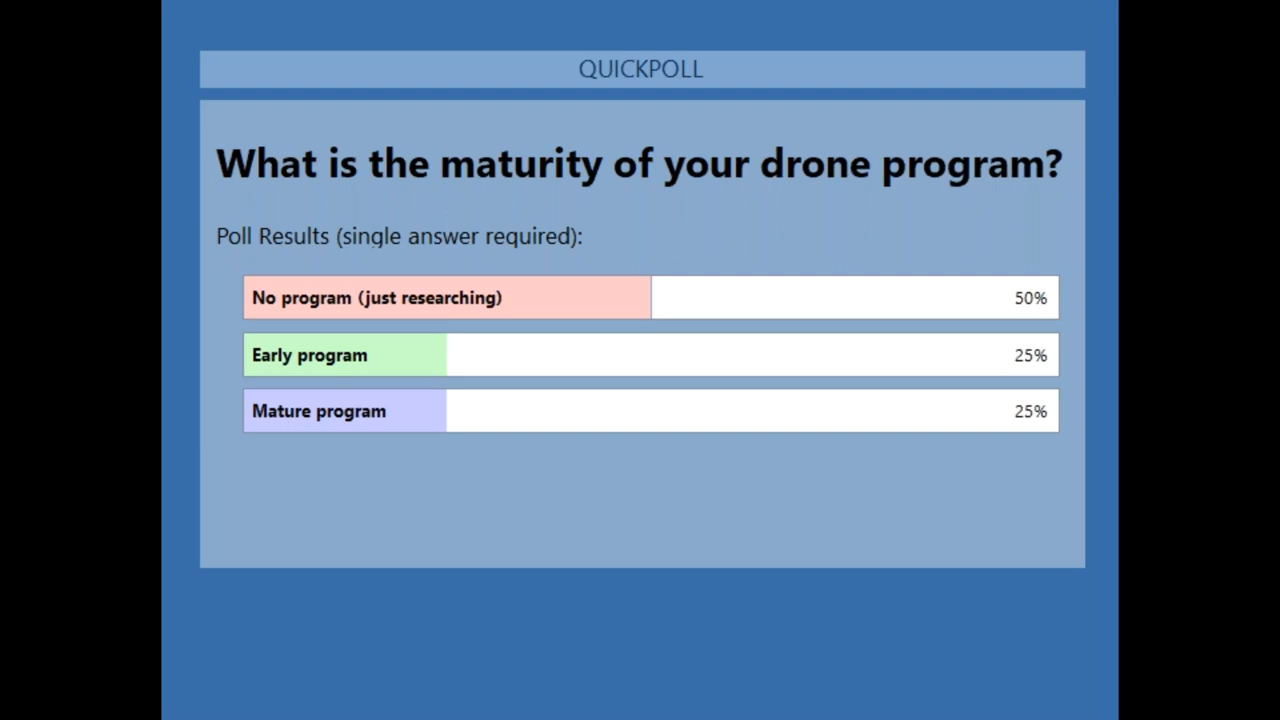 QUICKPOLL
What is the maturity of your drone program?
Poll Results (single answer required):
No program (just researching) 50%
Early program 25%
Mature program 25%